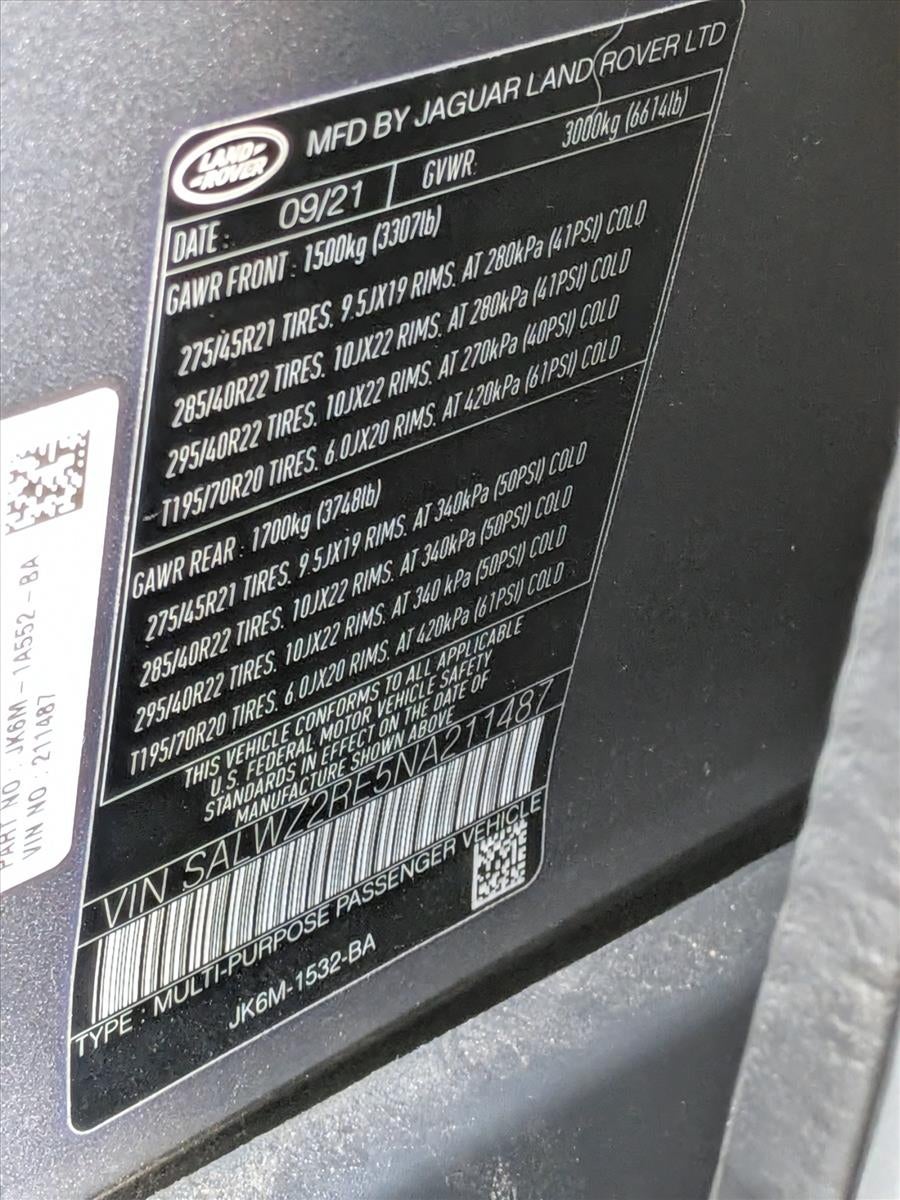 LAND
ROVER
MFD BY JAGUAR LAND ROVER LTD
DATE: 09/21 GVWR: 3000kg (6614lb)
GAWR FRONT: 1500kg (3307lb)
275/45R21 TIRES. 9.5JX19 RIMS. AT 280kPa (41PSI) COLD
285/40R22 TIRES. 10JX22 RIMS. AT 280kPa (41PSI) COLD
295/40R22 TIRES. 10JX22 RIMS. AT 270kPa (40PSI) COLD
T195/70R20 TIRES. 6.0JX20 RIMS. AT 420kPa (61PSI) COLD
GAWR REAR : 1700kg (3748lb)
275/45R21 TIRES. 9.5JX19 RIMS. AT 340kPa (50PSI) COLD
285/40R22 TIRES. 10JX22 RIMS. AT 340kPa (50PSI) COLD
295/40R22 TIRES. 10JX22 RIMS. AT 340 kPa (50PSI) COLD
T195/70R20 TIRES. 6.0JX20 RIMS. AT 420kPa (61PSI) COLD
THIS VEHICLE CONFORMS TO ALL APPLICABLE
U.S. FEDERAL MOTOR VEHICLE SAFETY
STANDARDS IN EFFECT ON THE DATE OF
MANUFACTURE SHOWN ABOVE
VIN SALWZ2RE5NA211487
TYPE : MULTI-PURPOSE PASSENGER VEHICLE
JK6M-1532-BA
PART NO : JK6M - 1A552 - BA
VIN NO : 211487